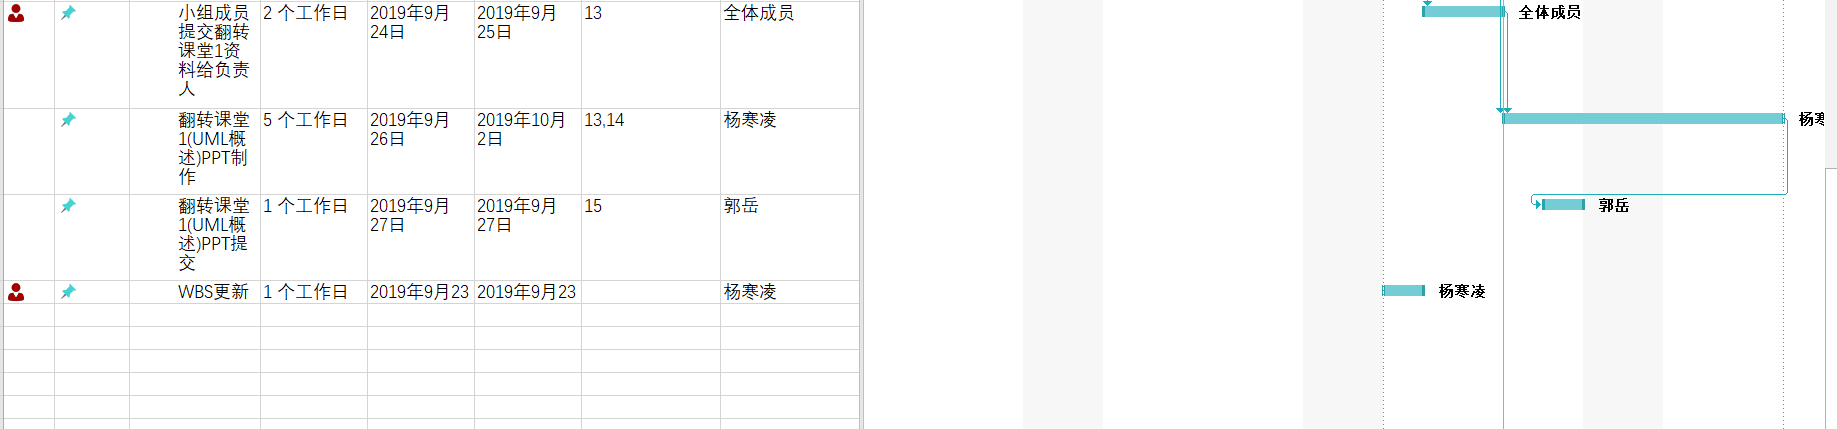 小组成员 2 个工作日 2019年9月 2019年9月 13 全体成员 全体成员
提交翻转 24日 25日
课堂1资
料给负责
人
翻转课堂 5 个工作日 2019年9月 2019年10月 13,14 杨寒凌 杨寒
1(UML概 26日 2日
述)PPT制
作
翻转课堂 1 个工作日 2019年9月 2019年9月 15 郭岳 郭岳
1(UML概 27日 27日
述)PPT提
交
WBS更新 1 个工作日 2019年9月23 2019年9月23 杨寒凌 杨寒凌